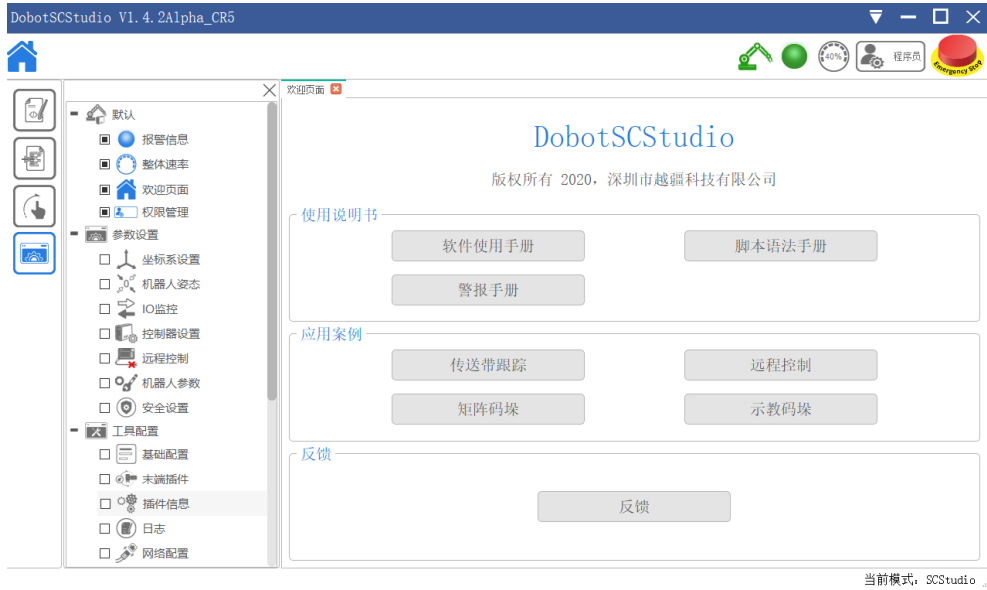 DobotSCStudio V1.4.2Alpha_CR5
40%
程序员
Emergency Stop
默认
报警信息
整体速率
欢迎页面
权限管理
参数设置
坐标系设置
机器人姿态
IO监控
控制器设置
远程控制
机器人参数
安全设置
工具配置
基础配置
末端插件
插件信息
日志
网络配置
欢迎页面
DobotSCStudio
版权所有 2020，深圳市越疆科技有限公司
使用说明书
软件使用手册
脚本语法手册
警报手册
应用案例
传送带跟踪
远程控制
矩阵码垛
示教码垛
反馈
反馈
当前模式：SCStudio